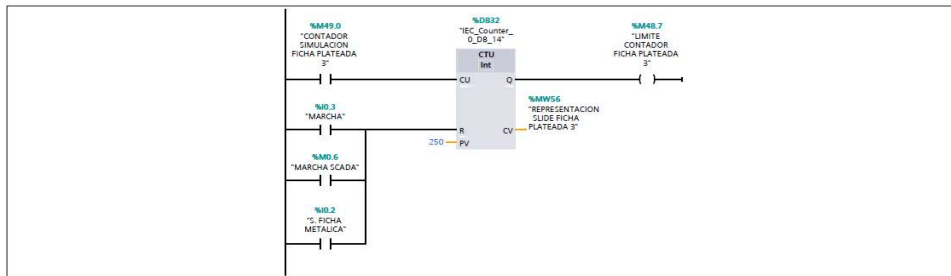 %M49.0
"CONTADOR
SIMULACION
FICHA PLATEADA
3"
%DB32
"IEC_Counter_
0_DB_14"
CTU
Int
%M48.7
"LIMITE
CONTADOR
FICHA PLATEADA
3"
CU
Q
%I0.3
"MARCHA"
%MW56
"REPRESENTACION
SLIDE FICHA
PLATEADA 3"
R
CV
250
PV
%M0.6
"MARCHA SCADA"
%I0.2
"S. FICHA
METALICA"